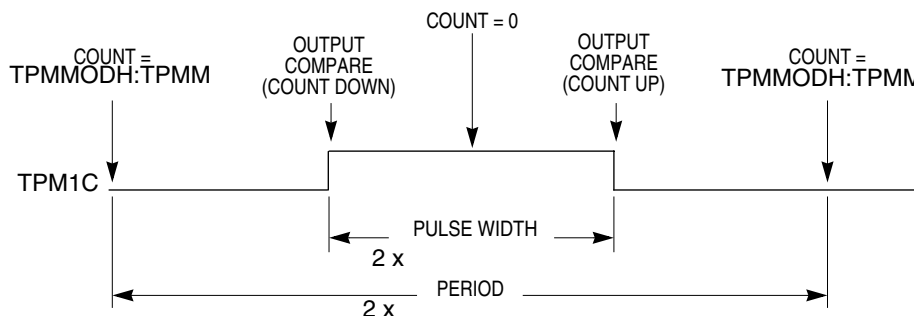 COUNT = 0
COUNT =
TPMMODH:TPMM
OUTPUT
COMPARE
(COUNT DOWN)
OUTPUT
COMPARE
(COUNT UP)
COUNT =
TPMMODH:TPMM
TPM1C
PULSE WIDTH
2 x
PERIOD
2 x